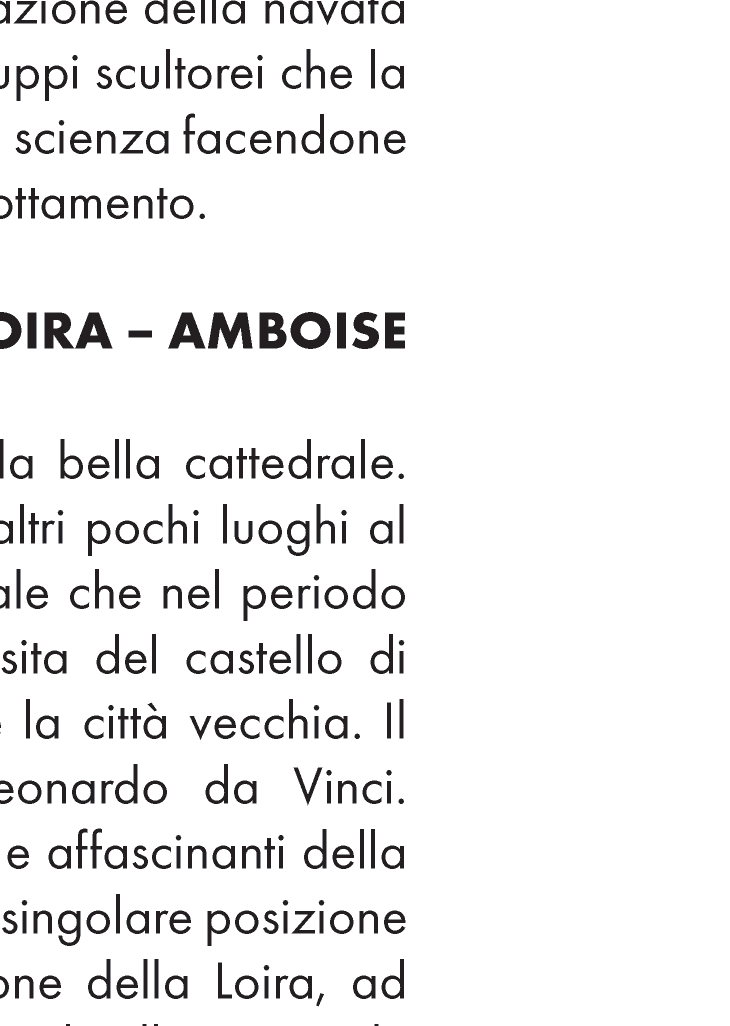 azione della navata
uppi scultorei che la
scienza facendone
ottamento.
OIRA – AMBOISE
la bella cattedrale.
altri pochi luoghi al
ale che nel periodo
sita del castello di
e la città vecchia. Il
eonardo da Vinci.
e affascinanti della
singolare posizione
one della Loira, ad